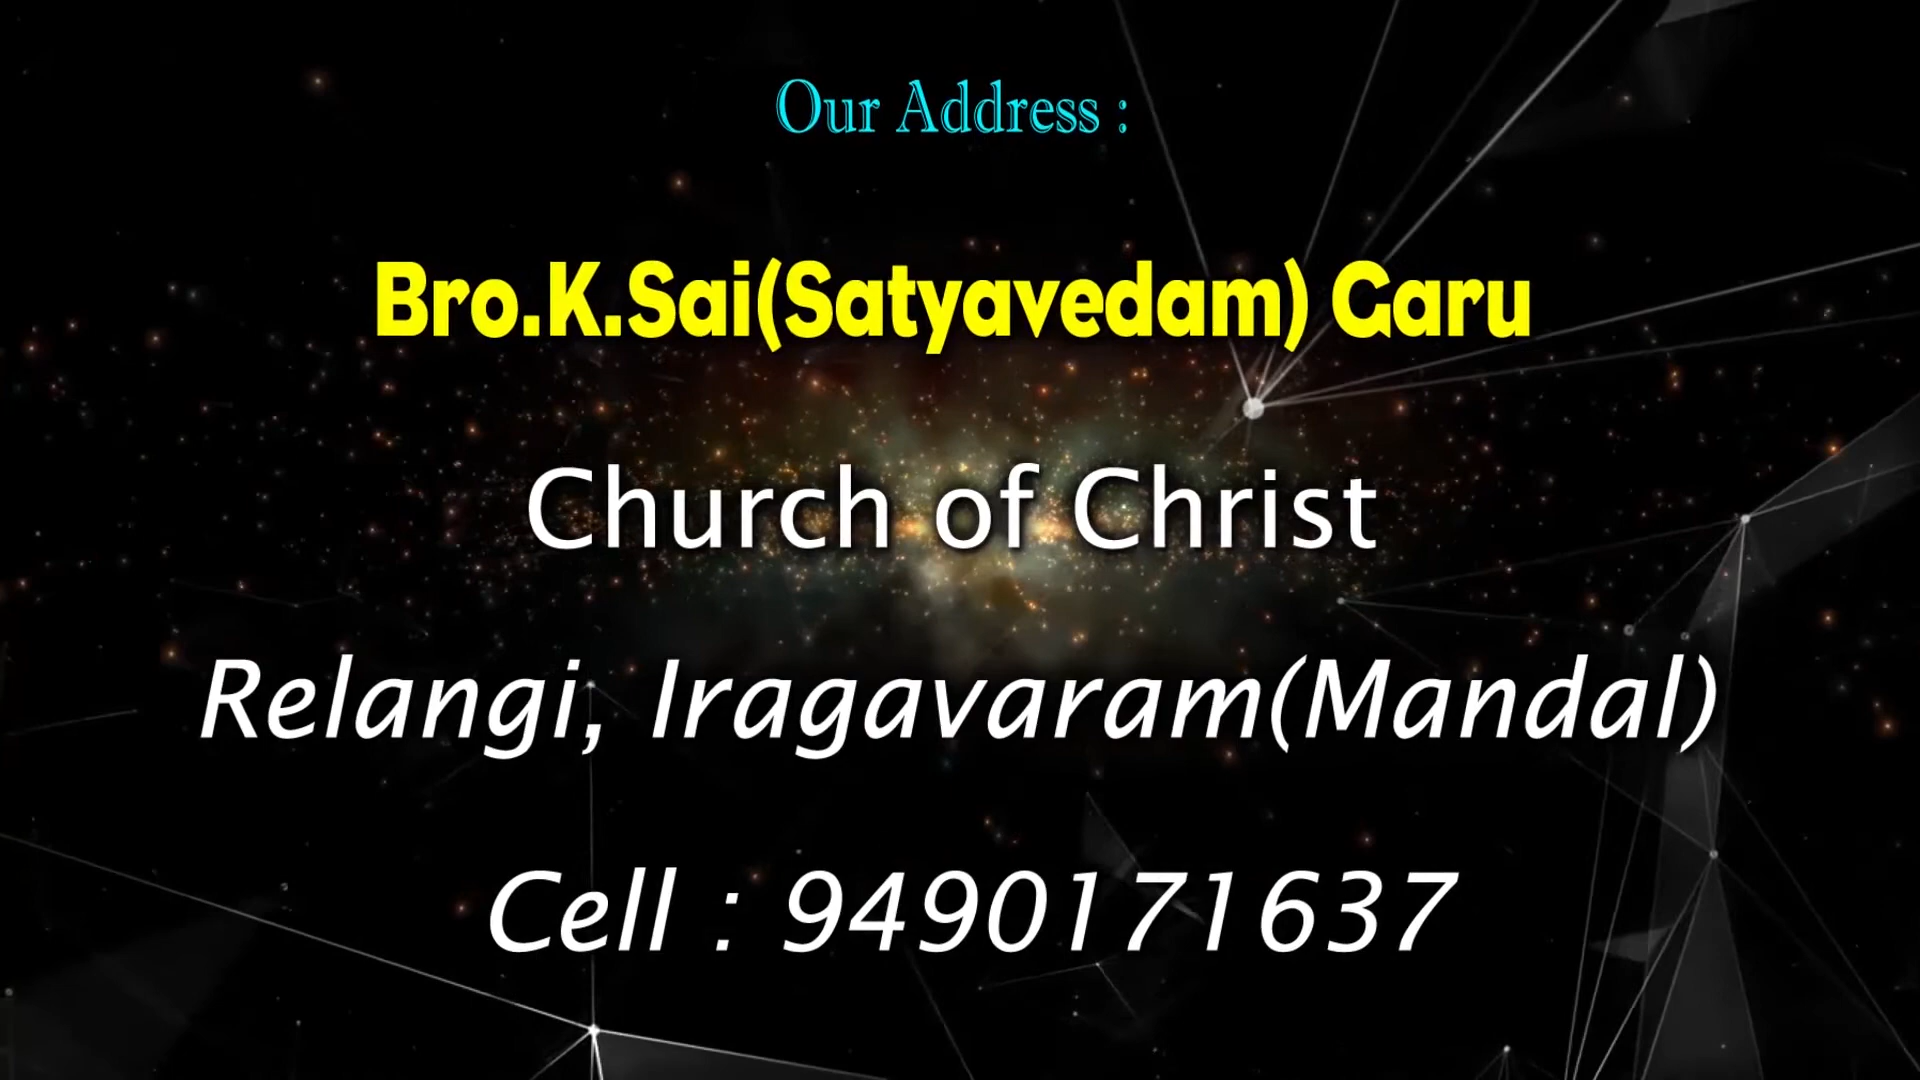 Our Address :
Bro.K.Sai(Satyavedam) Garu
Church of Christ
Relangi, Iragavaram(Mandal)
Cell : 9490171637